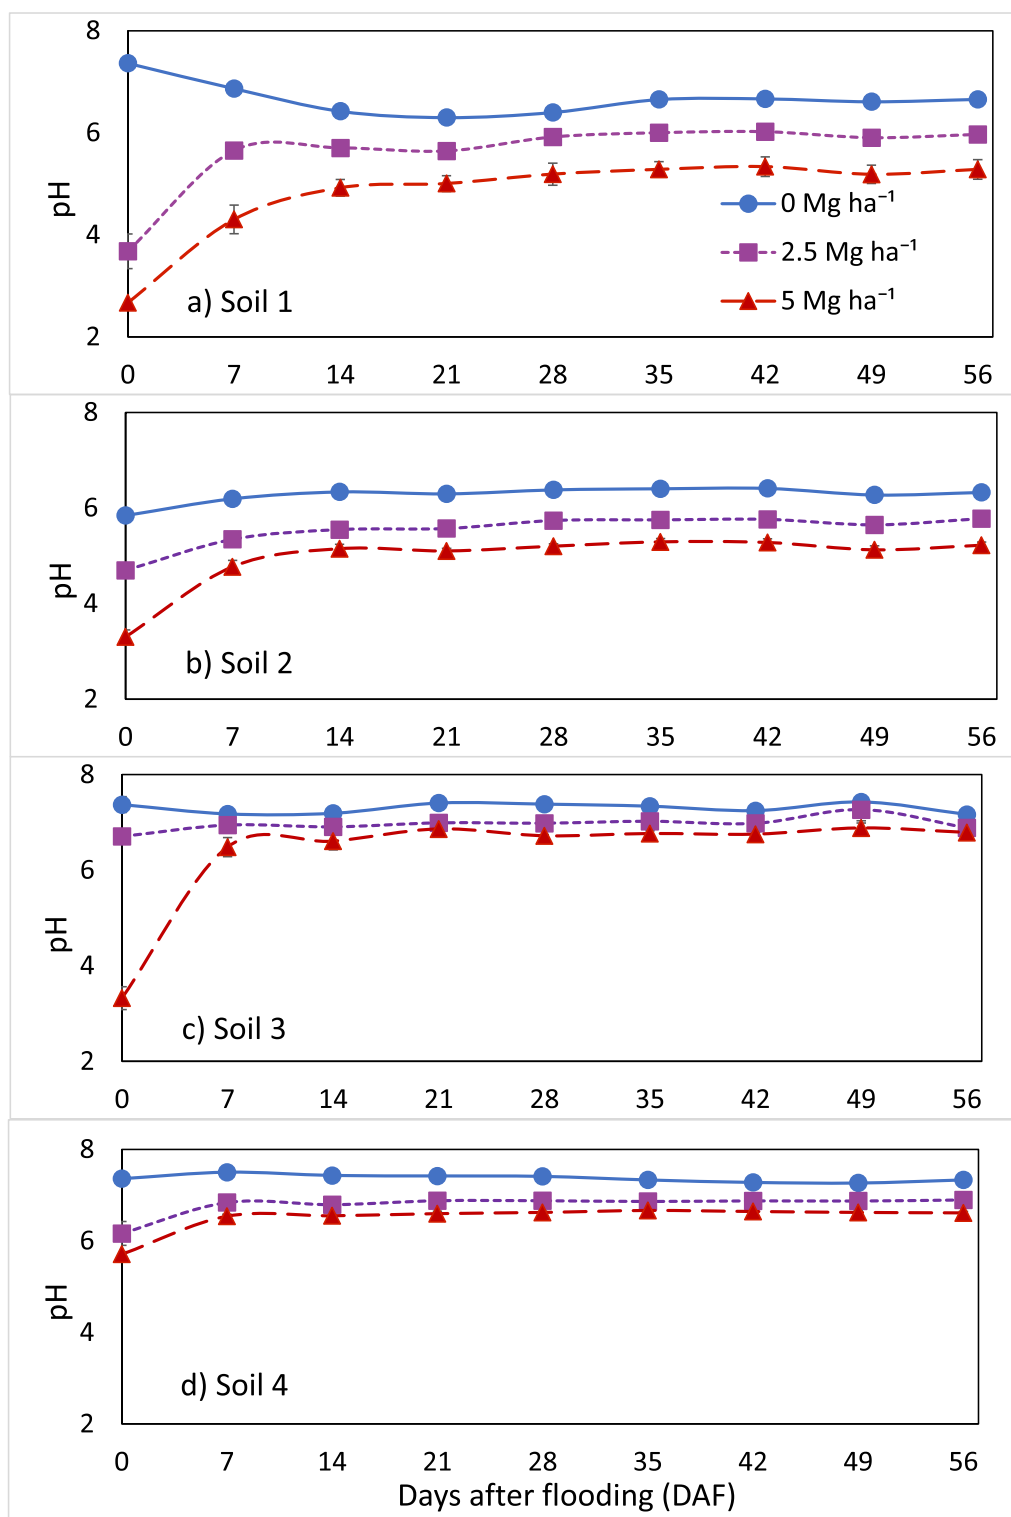 8
6
4
2
pH
0 Mg ha⁻¹
2.5 Mg ha⁻¹
5 Mg ha⁻¹
a) Soil 1
0 7 14 21 28 35 42 49 56
8
6
4
2
pH
b) Soil 2
0 7 14 21 28 35 42 49 56
8
6
4
2
pH
c) Soil 3
0 7 14 21 28 35 42 49 56
8
6
4
2
pH
d) Soil 4
0 7 14 21 28 35 42 49 56
Days after flooding (DAF)